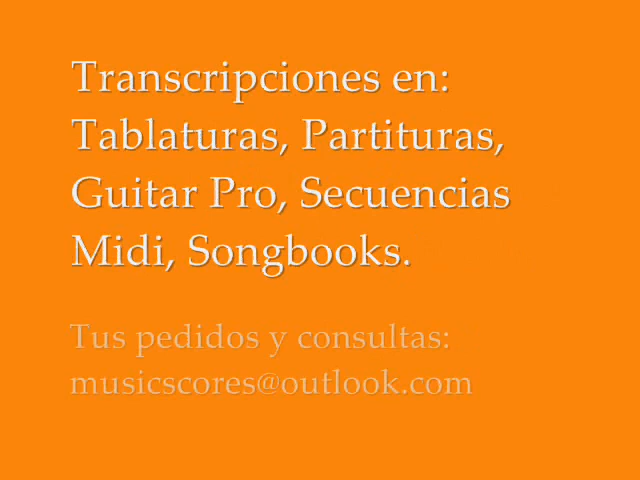 Transcripciones en:
Tablaturas, Partituras,
Guitar Pro, Secuencias
Midi, Songbooks.
Tus pedidos y consultas:
musicscores@outlook.com